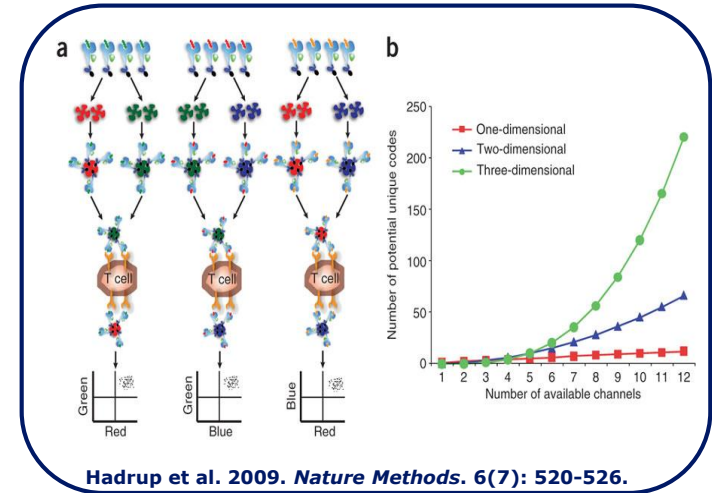 a
b
T cell
T cell
T cell
Green
Red
Green
Blue
Blue
Red
Number of potential unique codes
250
200
150
100
50
0
One-dimensional
Two-dimensional
Three-dimensional
1 2 3 4 5 6 7 8 9 10 11 12
Number of available channels
Hadrup et al. 2009. Nature Methods. 6(7): 520-526.